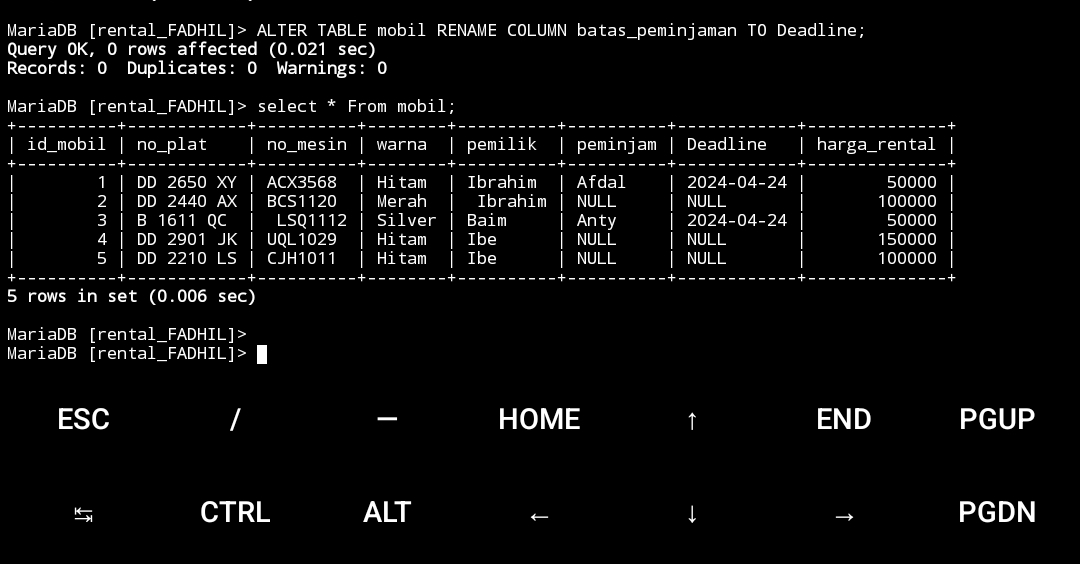 MariaDB [rental_FADHIL]> ALTER TABLE mobil RENAME COLUMN batas_peminjaman TO Deadline;
Query OK, 0 rows affected (0.021 sec)
Records: 0  Duplicates: 0  Warnings: 0
MariaDB [rental_FADHIL]> select * From mobil;
+----------+------------+----------+--------+----------+----------+------------+--------------+
| id_mobil | no_plat    | no_mesin | warna  | pemilik  | peminjam | Deadline   | harga_rental |
+----------+------------+----------+--------+----------+----------+------------+--------------+
|        1 | DD 2650 XY | ACX3568  | Hitam  | Ibrahim  | Afdal    | 2024-04-24 |        50000 |
|        2 | DD 2440 AX | BCS1120  | Merah  |  Ibrahim | NULL     | NULL       |       100000 |
|        3 | B 1611 QC  |  LSQ1112 | Silver | Baim     | Anty     | 2024-04-24 |        50000 |
|        4 | DD 2901 JK | UQL1029  | Hitam  | Ibe      | NULL     | NULL       |       150000 |
|        5 | DD 2210 LS | CJH1011  | Hitam  | Ibe      | NULL     | NULL       |       100000 |
+----------+------------+----------+--------+----------+----------+------------+--------------+
5 rows in set (0.006 sec)
MariaDB [rental_FADHIL]>
MariaDB [rental_FADHIL]>
ESC / — HOME ↑ END PGUP
↹ CTRL ALT ← ↓ → PGDN